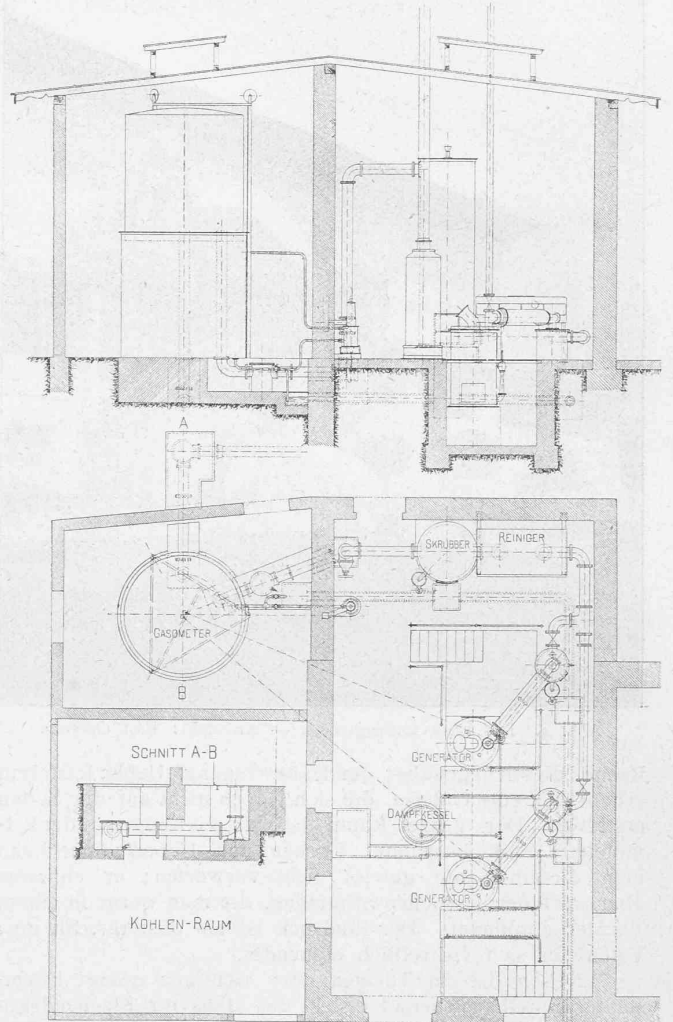 A
SKRUBBER
REINIGER
GASOMETER
B
SCHNITT A-B
GENERATOR
DAMPFKESSEL
GENERATOR
KOHLEN-RAUM